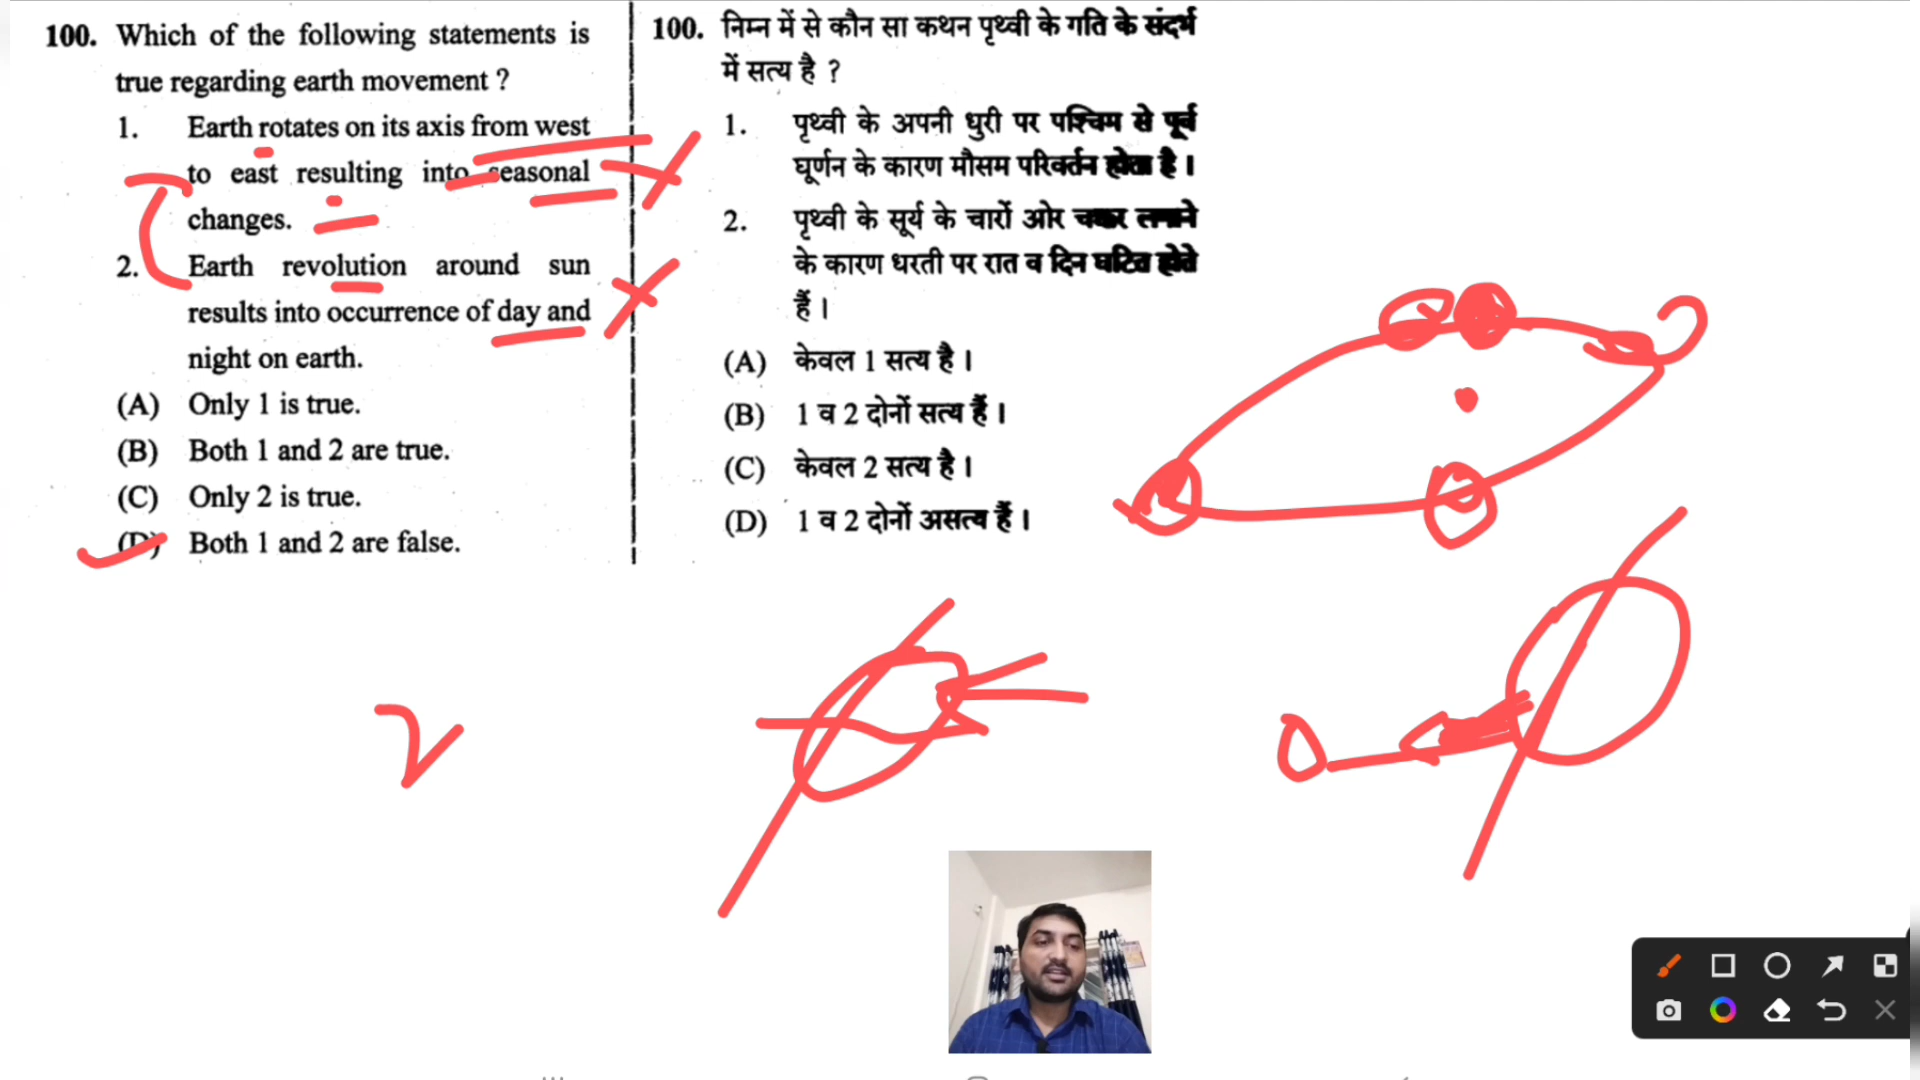 100. Which of the following statements is
true regarding earth movement ?
1. Earth rotates on its axis from west
to east resulting into seasonal
changes.
2. Earth revolution around sun
results into occurrence of day and
night on earth.
(A) Only 1 is true.
(B) Both 1 and 2 are true.
(C) Only 2 is true.
(D) Both 1 and 2 are false.
100. निम्न में से कौन सा कथन पृथ्वी के गति के संदर्भ
में सत्य है ?
1. पृथ्वी के अपनी धुरी पर पश्चिम से पूर्व
घूर्णन के कारण मौसम परिवर्तन होता है ।
2. पृथ्वी के सूर्य के चारों ओर चक्कर लगाने
के कारण धरती पर रात व दिन घटित होते
हैं ।
(A) केवल 1 सत्य है ।
(B) 1 व 2 दोनों सत्य हैं ।
(C) केवल 2 सत्य है ।
(D) 1 व 2 दोनों असत्य हैं ।